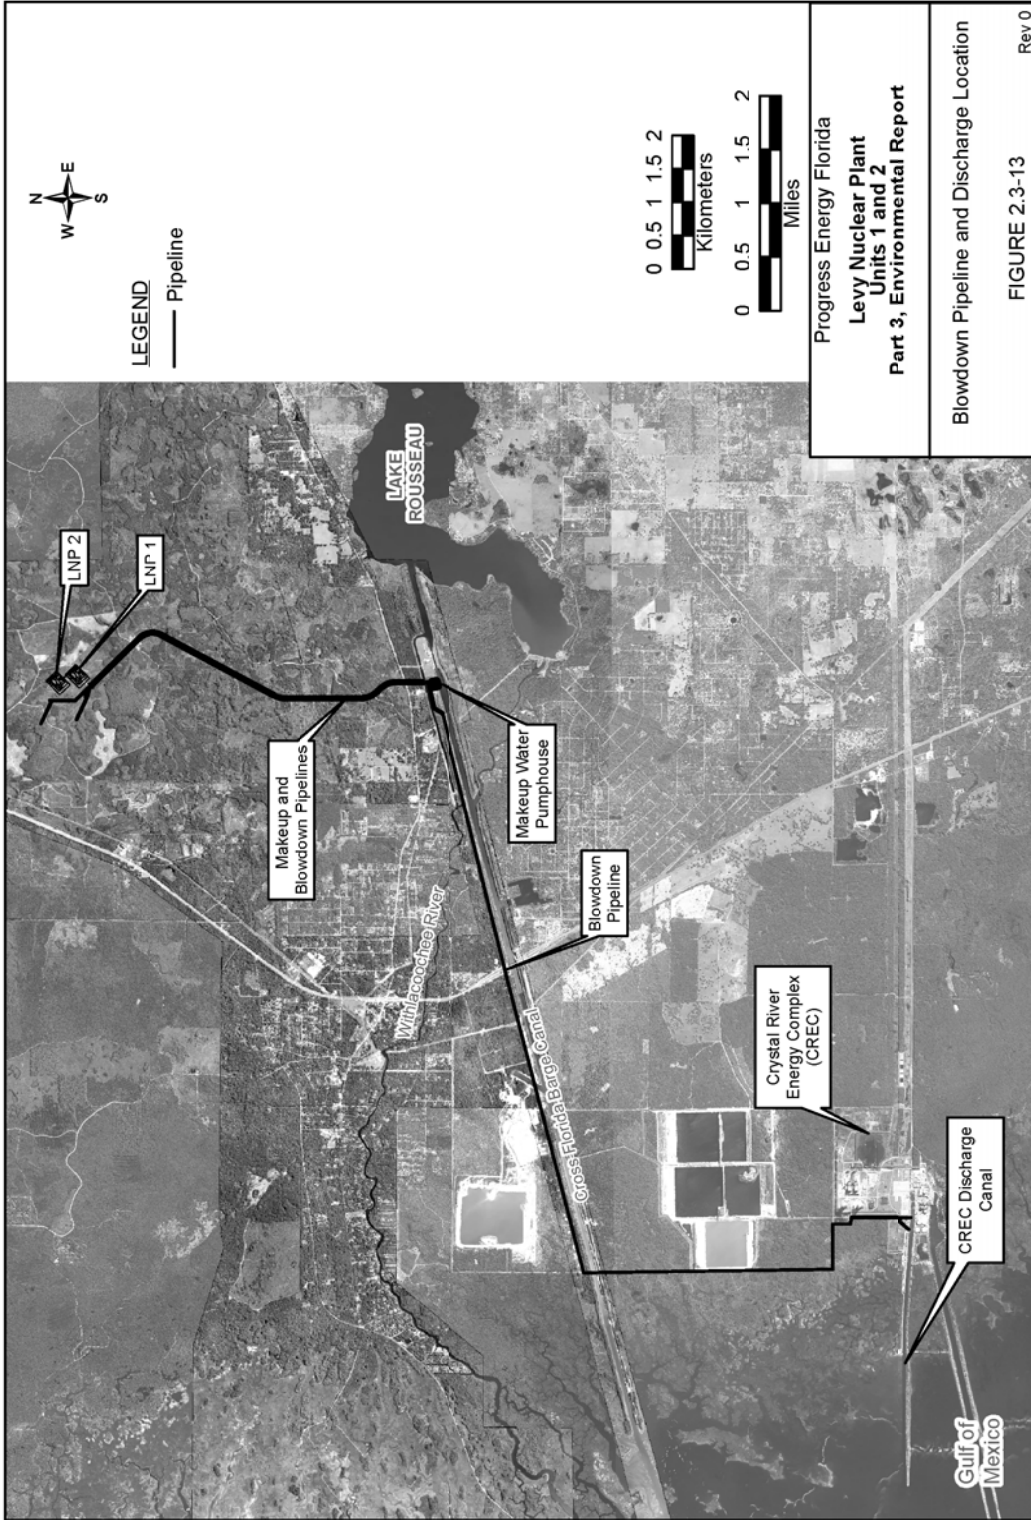 N
W
E
S
LEGEND
Pipeline
LNP 2
LNP 1
LAKE
ROUSSEAU
Makeup and
Blowdown Pipelines
Makeup Water
Pumphouse
Withlacoochee River
Blowdown
Pipeline
Cross Florida Barge Canal
Crystal River
Energy Complex
(CREC)
CREC Discharge
Canal
Gulf of
Mexico
0 0.5 1 1.5 2
Kilometers
0 0.5 1 1.5 2
Miles
Progress Energy Florida
Levy Nuclear Plant
Units 1 and 2
Part 3, Environmental Report
Blowdown Pipeline and Discharge Location
FIGURE 2.3-13
Rev 0